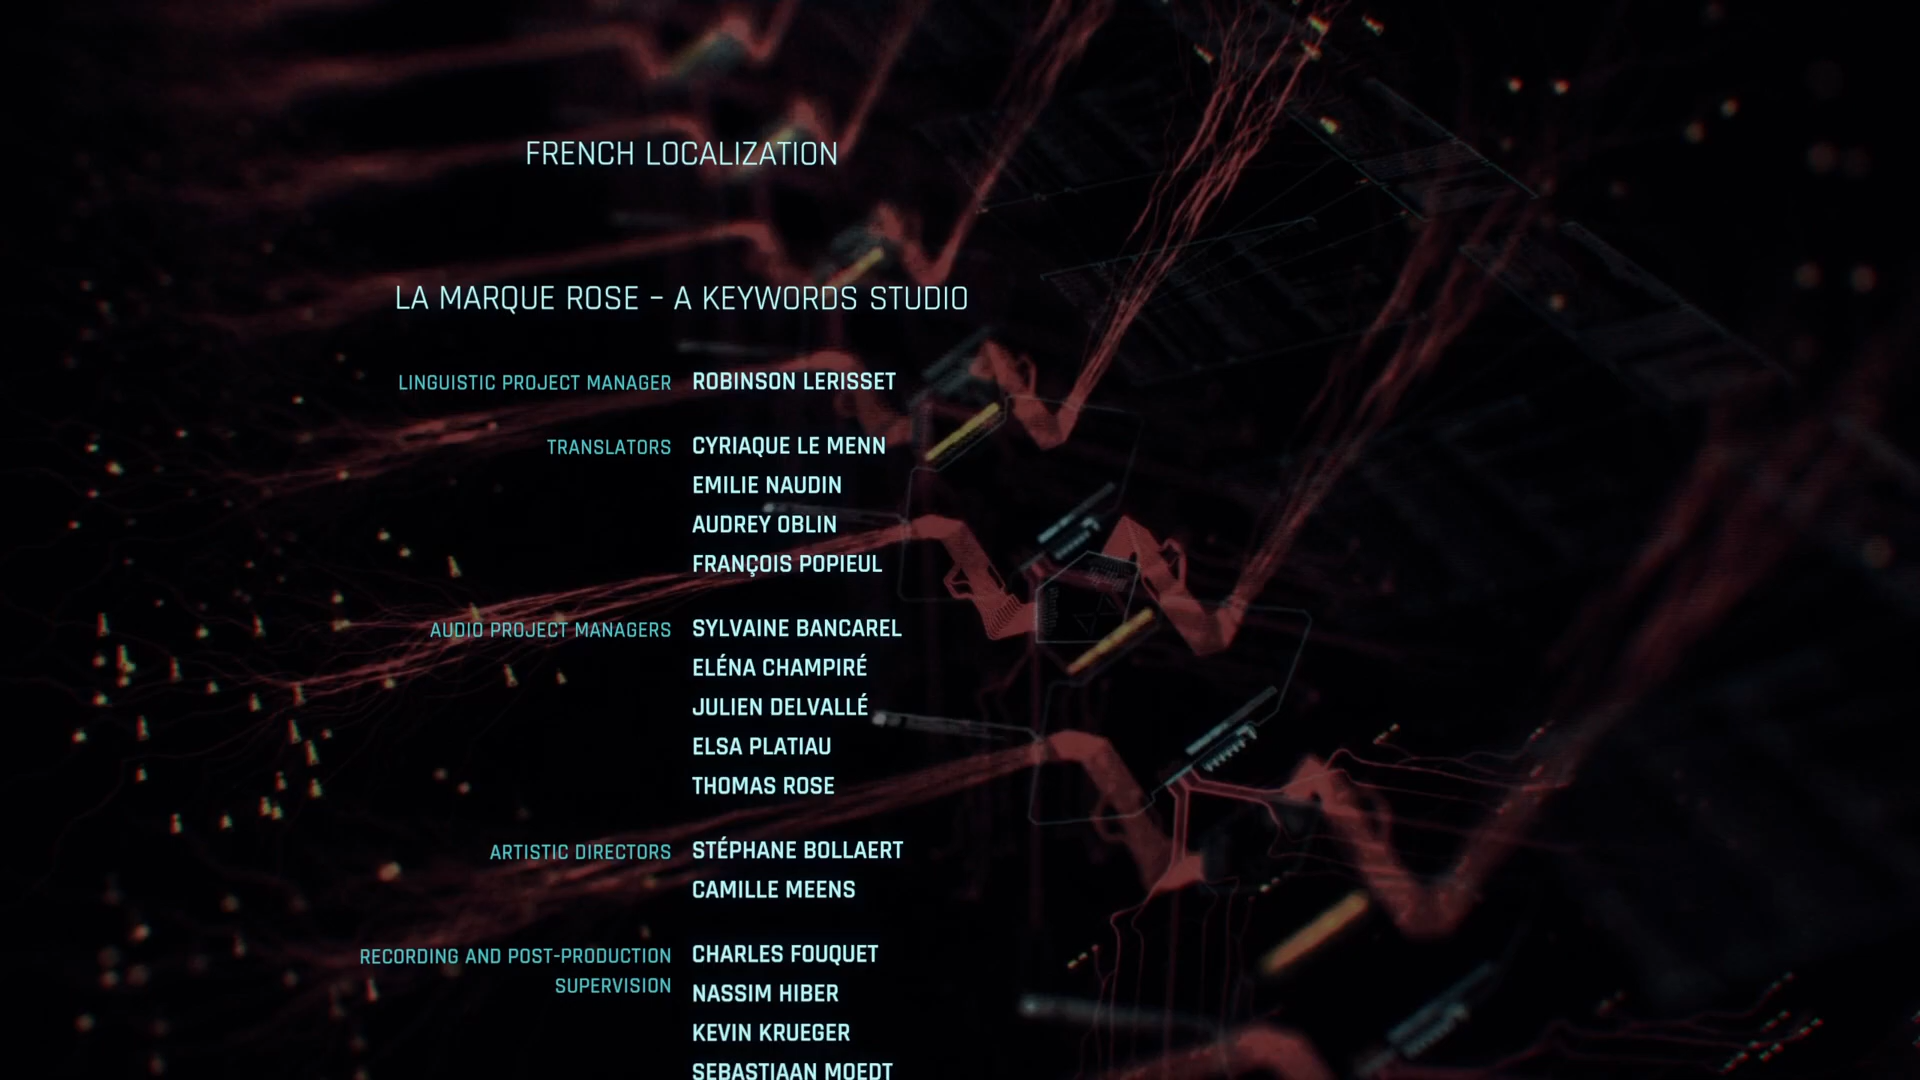 FRENCH LOCALIZATION
LA MARQUE ROSE – A KEYWORDS STUDIO
LINGUISTIC PROJECT MANAGER ROBINSON LERISSET
TRANSLATORS CYRIAQUE LE MENN
EMILIE NAUDIN
AUDREY OBLIN
FRANÇOIS POPIEUL
AUDIO PROJECT MANAGERS SYLVAINE BANCAREL
ELÉNA CHAMPIRÉ
JULIEN DELVALLÉ
ELSA PLATIAU
THOMAS ROSE
ARTISTIC DIRECTORS STÉPHANE BOLLAERT
CAMILLE MEENS
RECORDING AND POST-PRODUCTION CHARLES FOUQUET
SUPERVISION NASSIM HIBER
KEVIN KRUEGER
SEBASTIAAN MOEDT